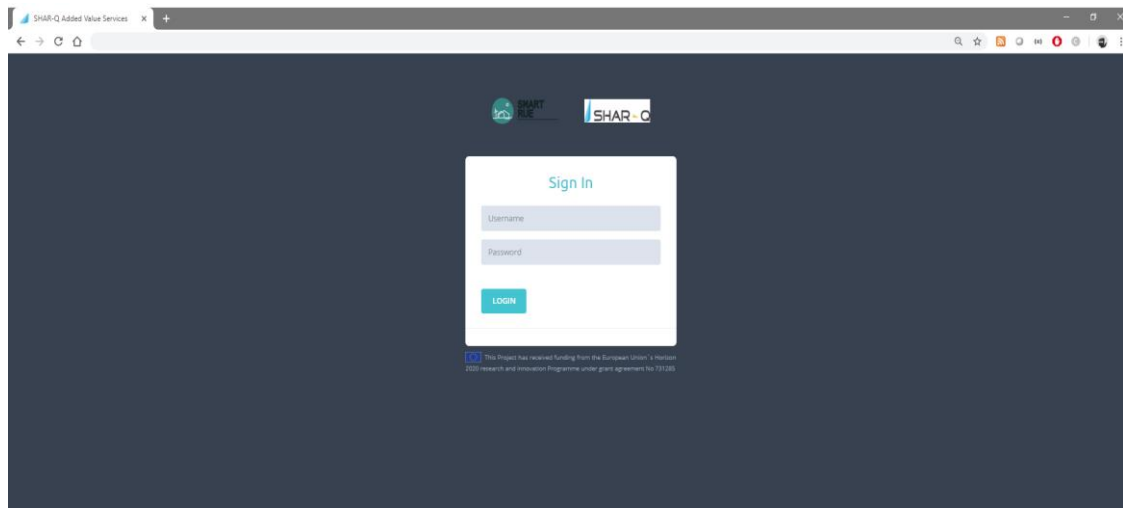 SHAR-Q Added Value Services
SMART
RUE
SHAR-Q
Sign In
Username
Password
LOGIN
This Project has received funding from the European Union`s Horizon
2020 research and innovation Programme under grant agreement No 731285